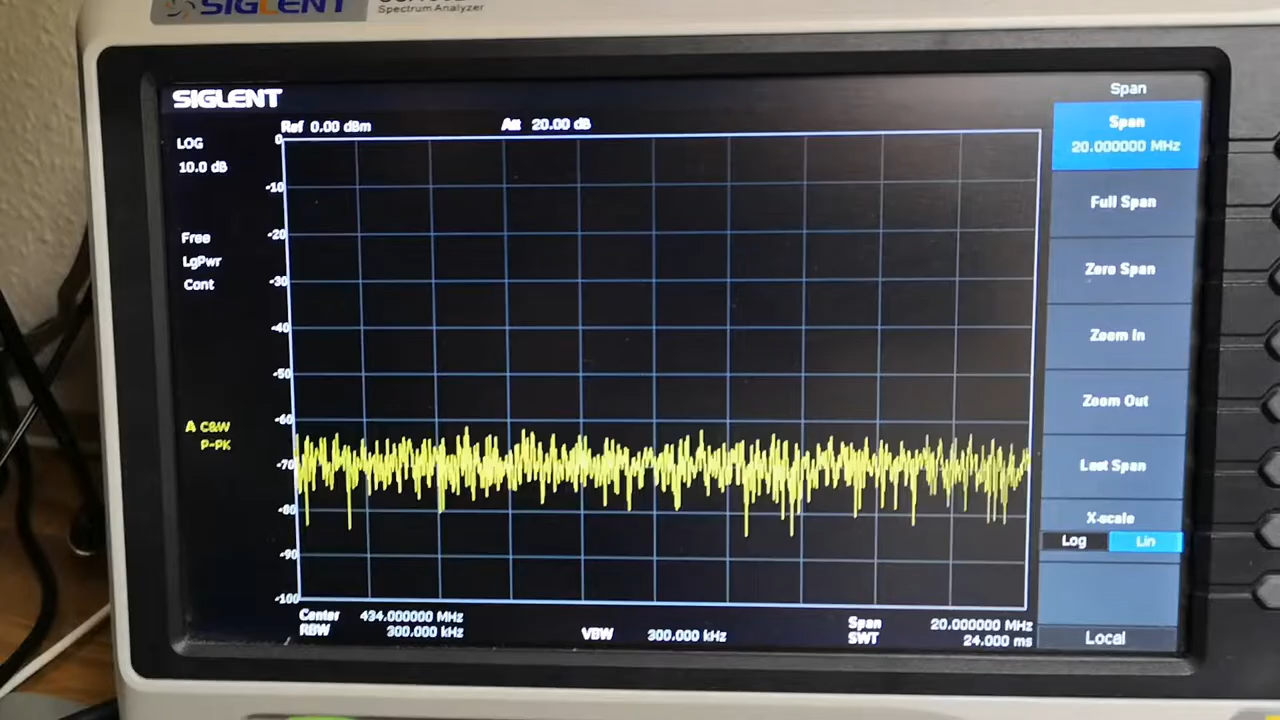 SIGLENT
Spectrum Analyzer
SIGLENT
Span
Ref 0.00 dBm
Att 20.00 dB
LOG
10.0 dB
Free
LgPwr
Cont
A C&W
P-PK
0
-10
-20
-30
-40
-50
-60
-70
-80
-90
-100
Center 434.000000 MHz
RBW 300.000 kHz
VBW 300.000 kHz
Span 20.000000 MHz
SWT 24.000 ms
Span
20.000000 MHz
Full Span
Zero Span
Zoom In
Zoom Out
Last Span
X-scale
Log Lin
Local